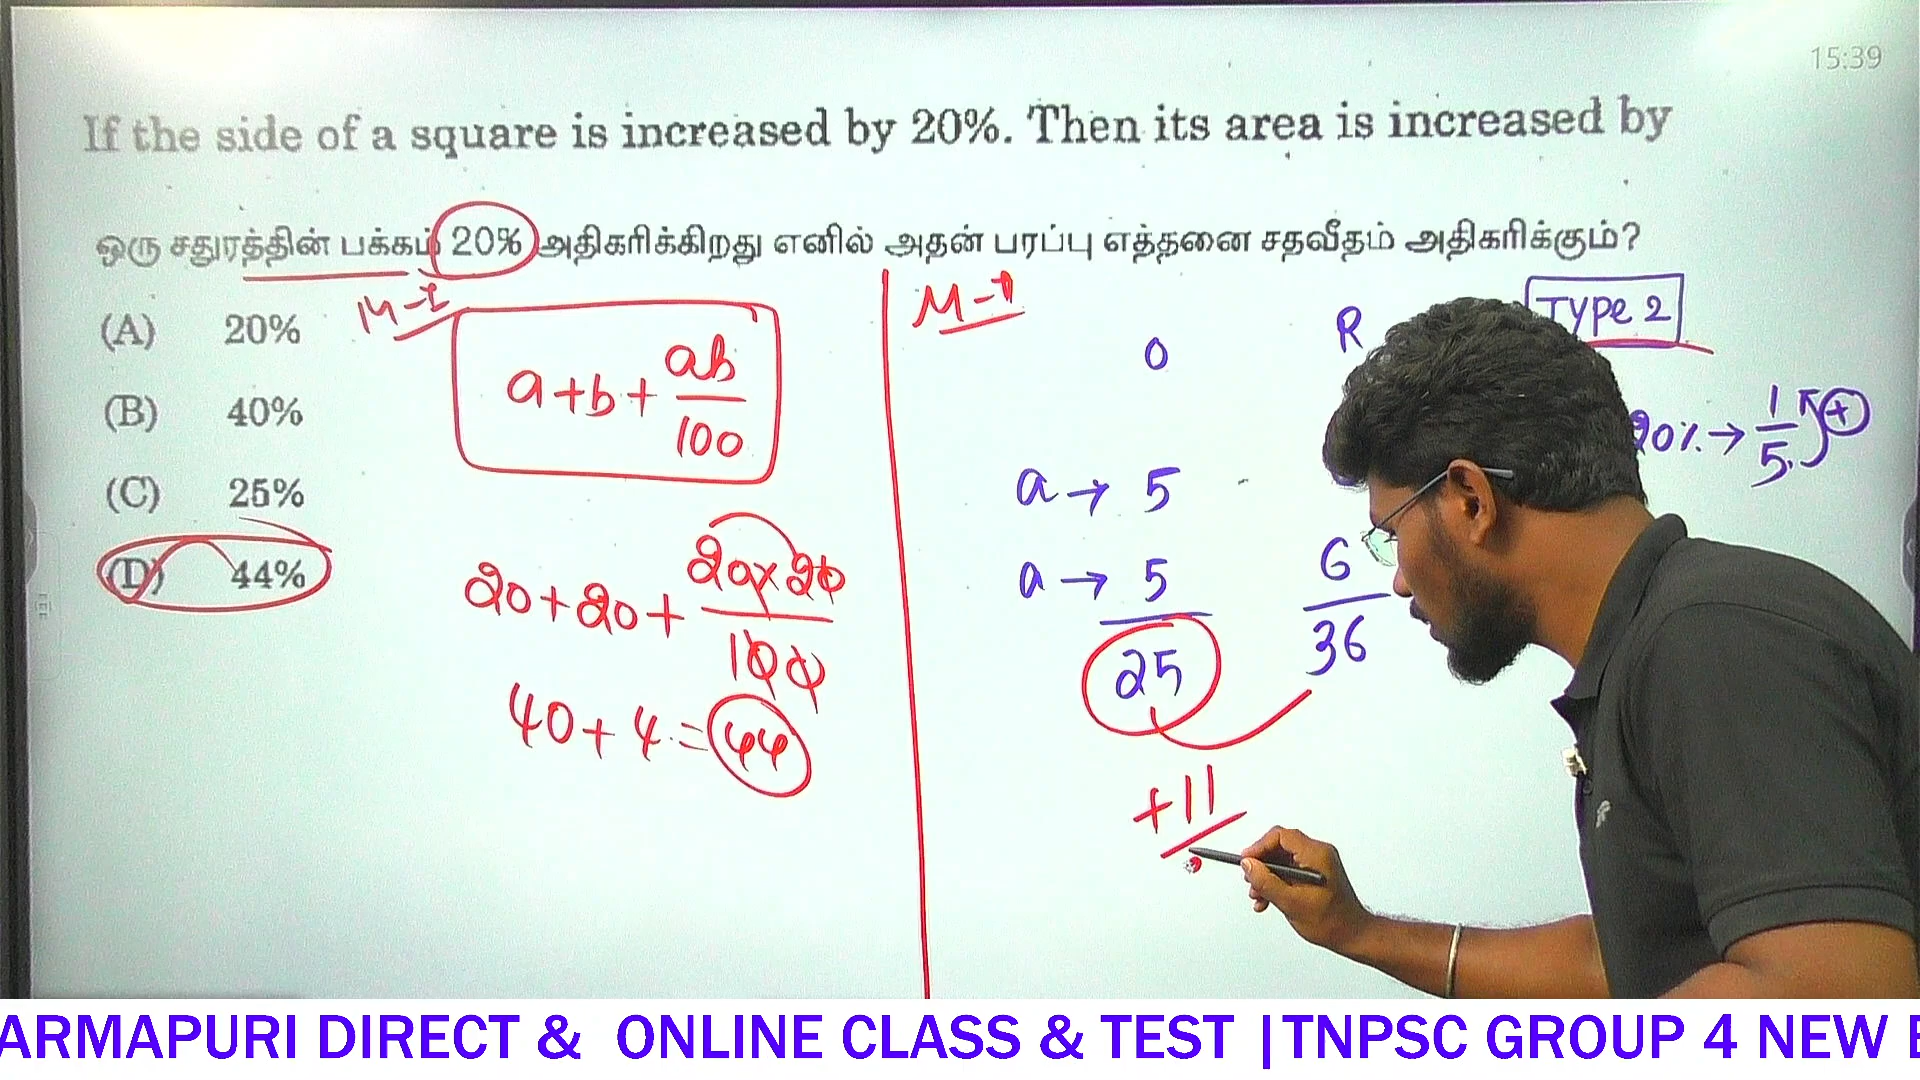 15:39
If the side of a square is increased by 20%. Then its area is increased by
ஒரு சதுரத்தின் பக்கம் 20% அதிகரிக்கிறது எனில் அதன் பரப்பு எத்தனை சதவீதம் அதிகரிக்கும்?
(A) 20%
(B) 40%
(C) 25%
(D) 44%
M-I
a+b+ab/100
20+20+20×20/100
40+4=44
M-
O R
a→5
a→5 6
25 36
+11
Type 2
20%→1/5 +
ARMAPURI DIRECT & ONLINE CLASS & TEST |TNPSC GROUP 4 NEW